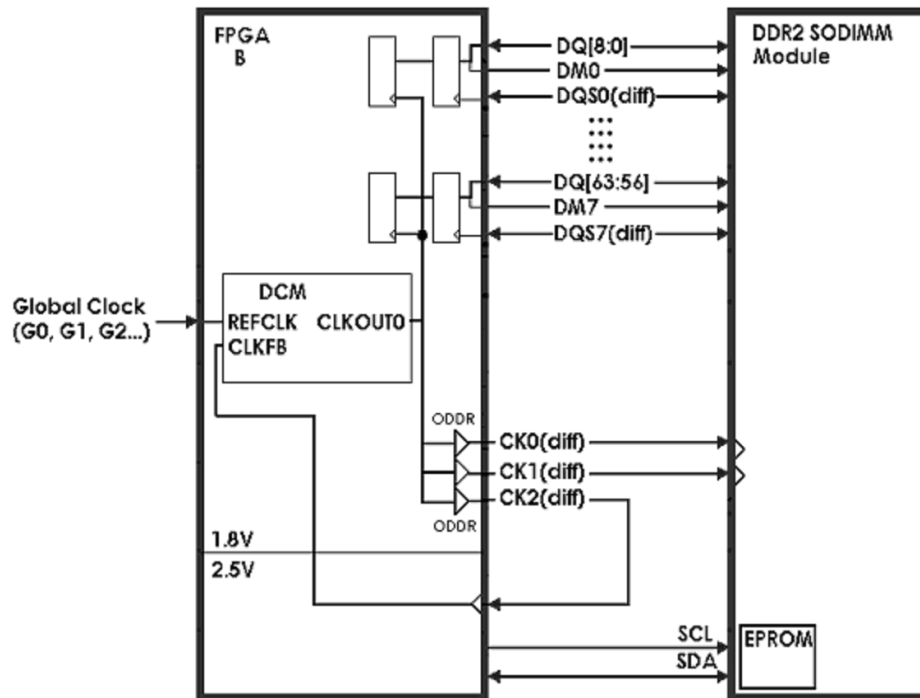 FPGA
B
DDR2 SODIMM
Module
DQ[8:0]
DM0
DQS0(diff)
DQ[63:56]
DM7
DQS7(diff)
Global Clock
(G0, G1, G2...)
DCM
REFCLK CLKOUT0
CLKFB
ODDR
CK0(diff)
CK1(diff)
CK2(diff)
ODDR
1.8V
2.5V
SCL
SDA
EPROM